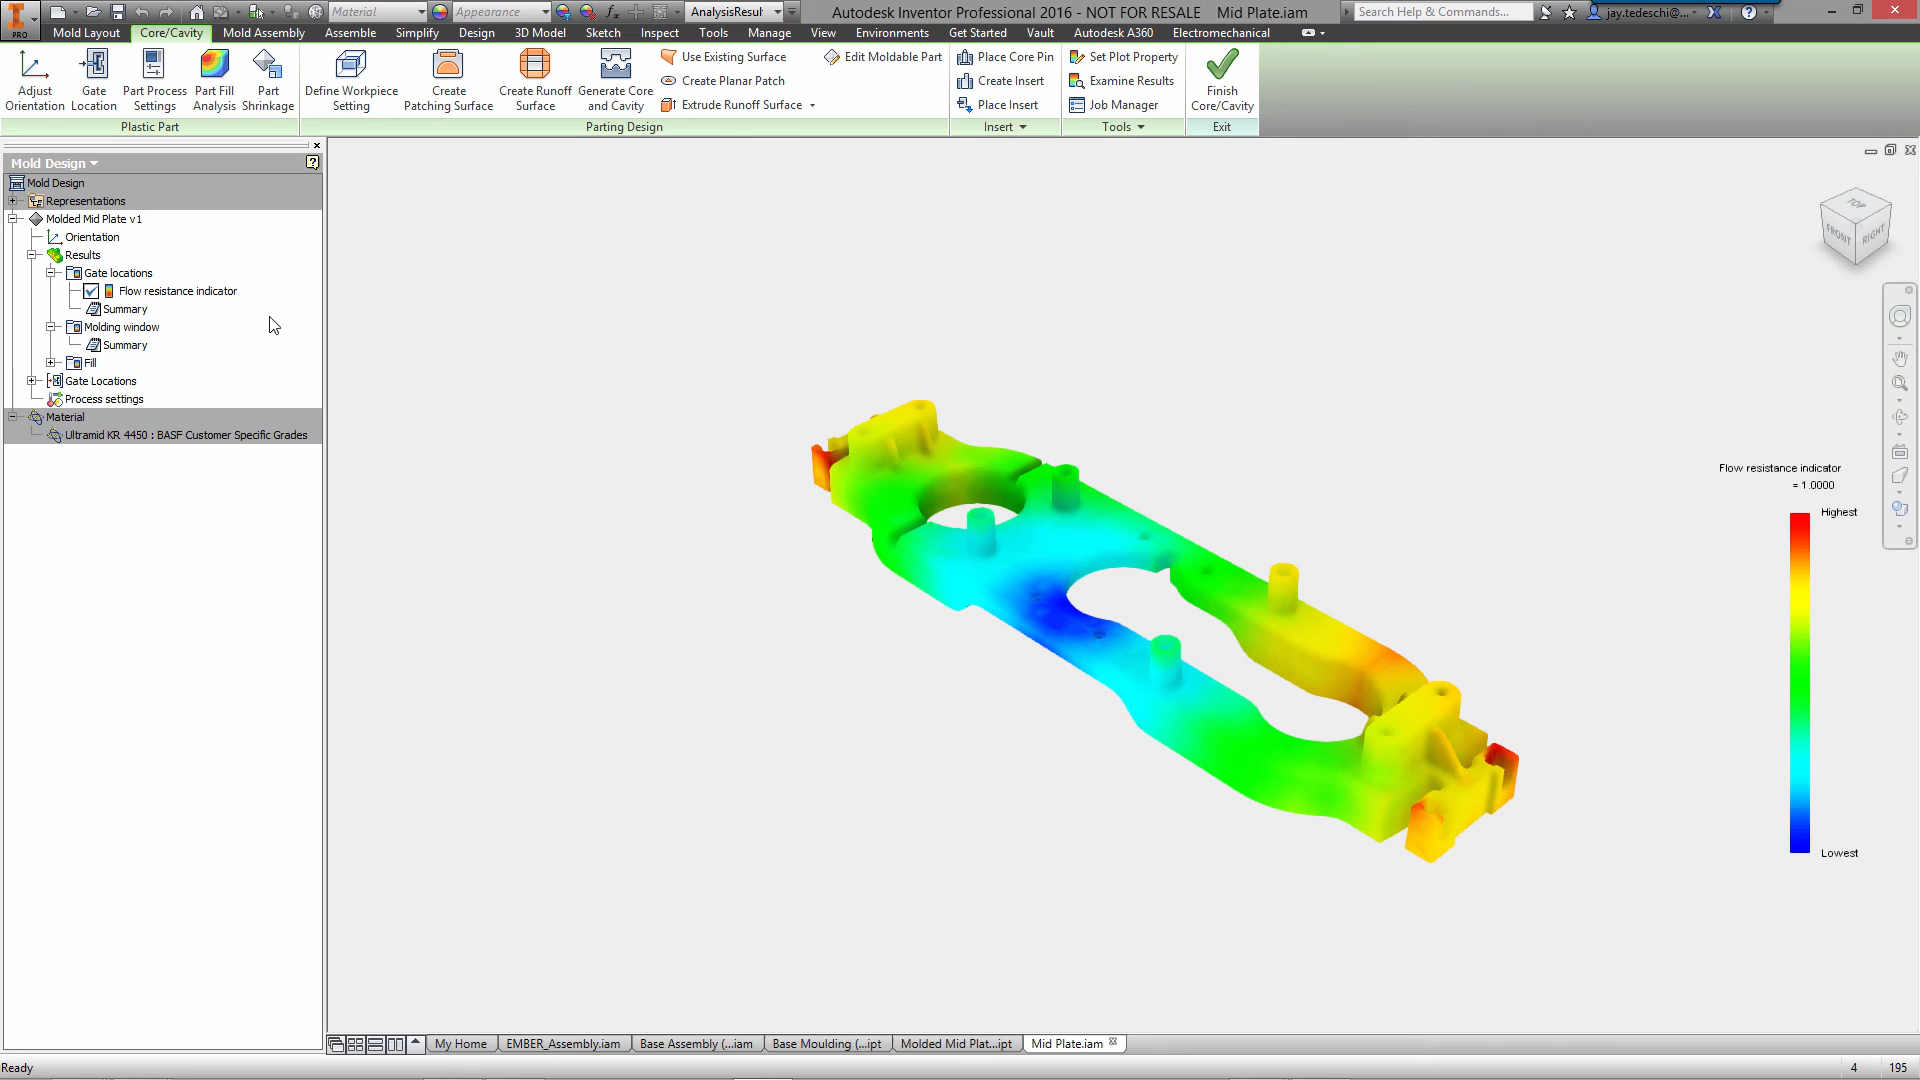 Material
Appearance
AnalysisResul
Autodesk Inventor Professional 2016 - NOT FOR RESALE Mid Plate.iam
Search Help & Commands...
jay.tedeschi@...
PRO
Mold Layout
Core/Cavity
Mold Assembly
Assemble
Simplify
Design
3D Model
Sketch
Inspect
Tools
Manage
View
Environments
Get Started
Vault
Autodesk A360
Electromechanical
Adjust
Orientation
Gate
Location
Part Process
Settings
Part Fill
Analysis
Part
Shrinkage
Define Workpiece
Setting
Create
Patching Surface
Create Runoff
Surface
Generate Core
and Cavity
Use Existing Surface
Create Planar Patch
Extrude Runoff Surface
Edit Moldable Part
Place Core Pin
Create Insert
Place Insert
Set Plot Property
Examine Results
Job Manager
Finish
Core/Cavity
Plastic Part
Parting Design
Insert
Tools
Exit
Mold Design
Mold Design
Representations
Molded Mid Plate v1
Orientation
Results
Gate locations
Flow resistance indicator
Summary
Molding window
Summary
Fill
Gate Locations
Process settings
Material
Ultramid KR 4450 : BASF Customer Specific Grades
TOP
FRONT
RIGHT
Flow resistance indicator
= 1.0000
Highest
Lowest
My Home
EMBER_Assembly.iam
Base Assembly (...iam
Base Moulding (...ipt
Molded Mid Plat...ipt
Mid Plate.iam
Ready
4
195